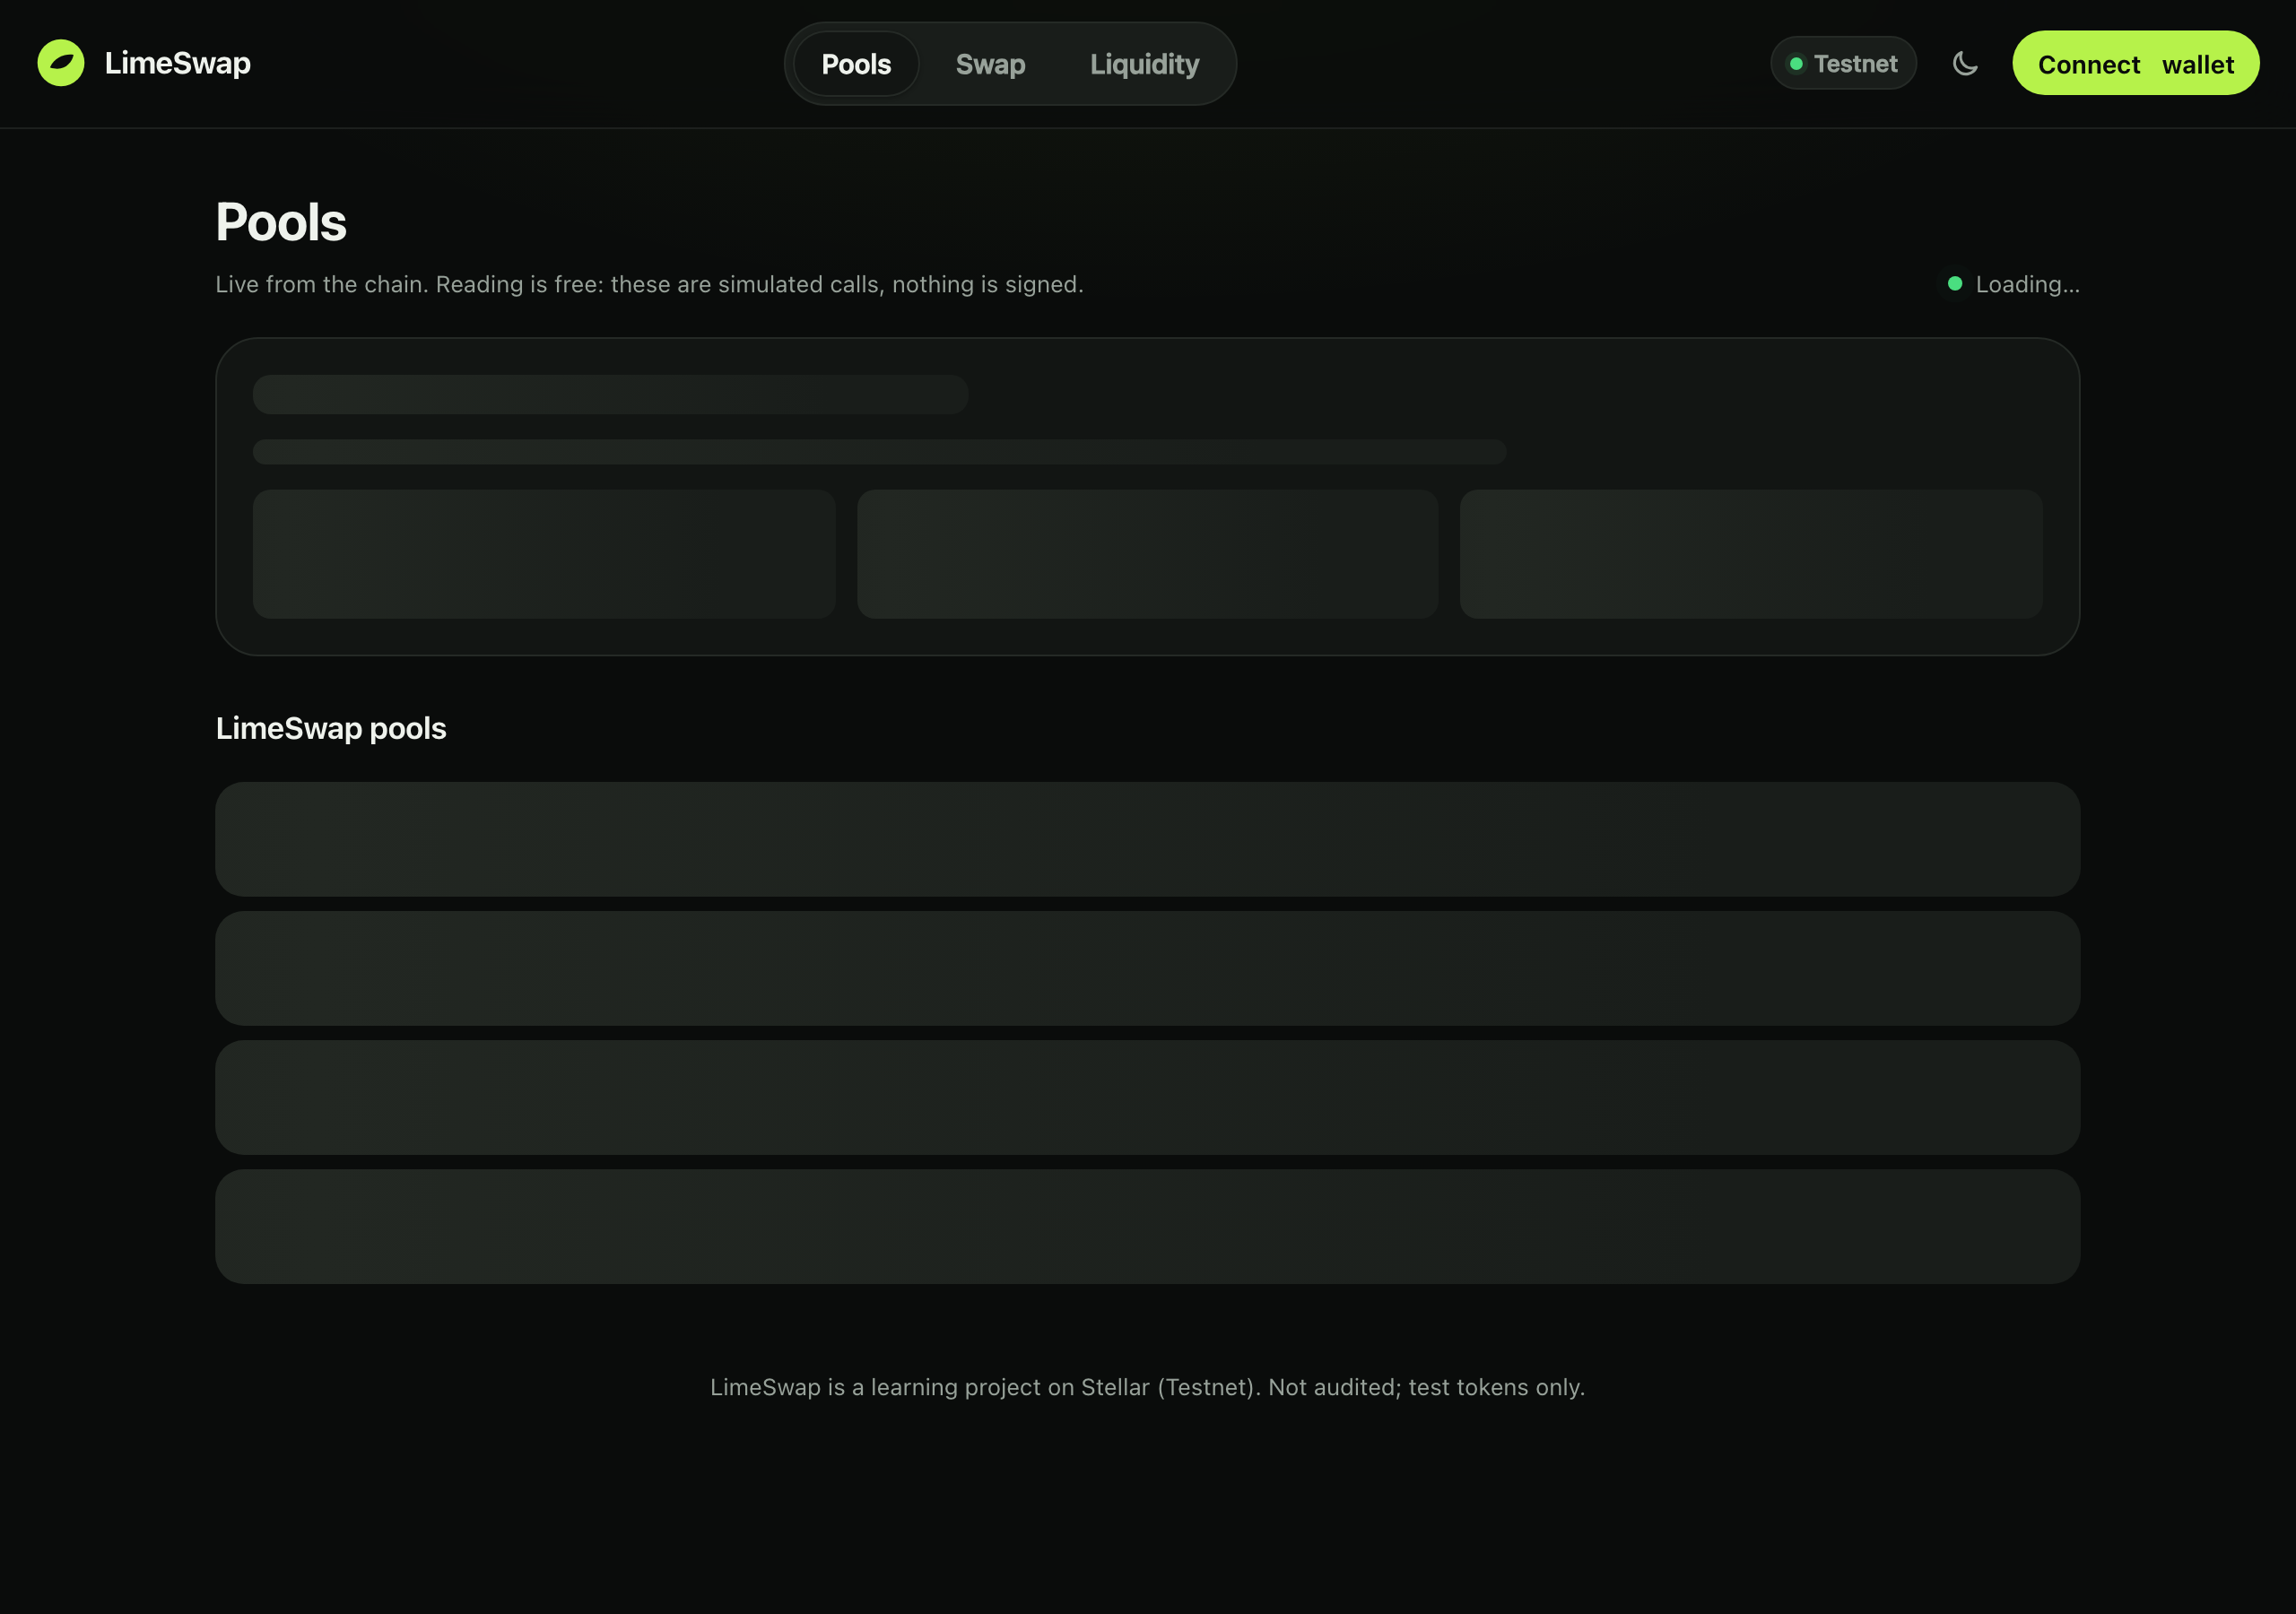 LimeSwap
Pools
Swap
Liquidity
Testnet
Connect wallet
Pools
Live from the chain. Reading is free: these are simulated calls, nothing is signed.
Loading...
LimeSwap pools
LimeSwap is a learning project on Stellar (Testnet). Not audited; test tokens only.